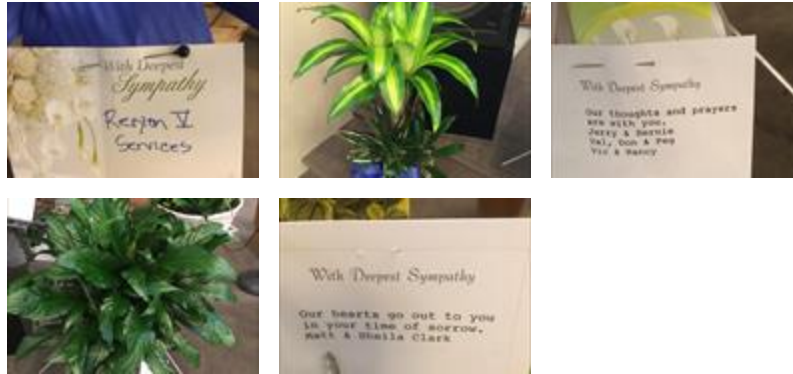 With Deepest
Sympathy
Region V
Services
With Deepest Sympathy
Our thoughts and prayers
are with you,
Jerry & Bernie
Val, Don & Peg
Vic & Nancy
With Deepest Sympathy
Our hearts go out to you
in your time of sorrow,
Matt & Sheila Clark